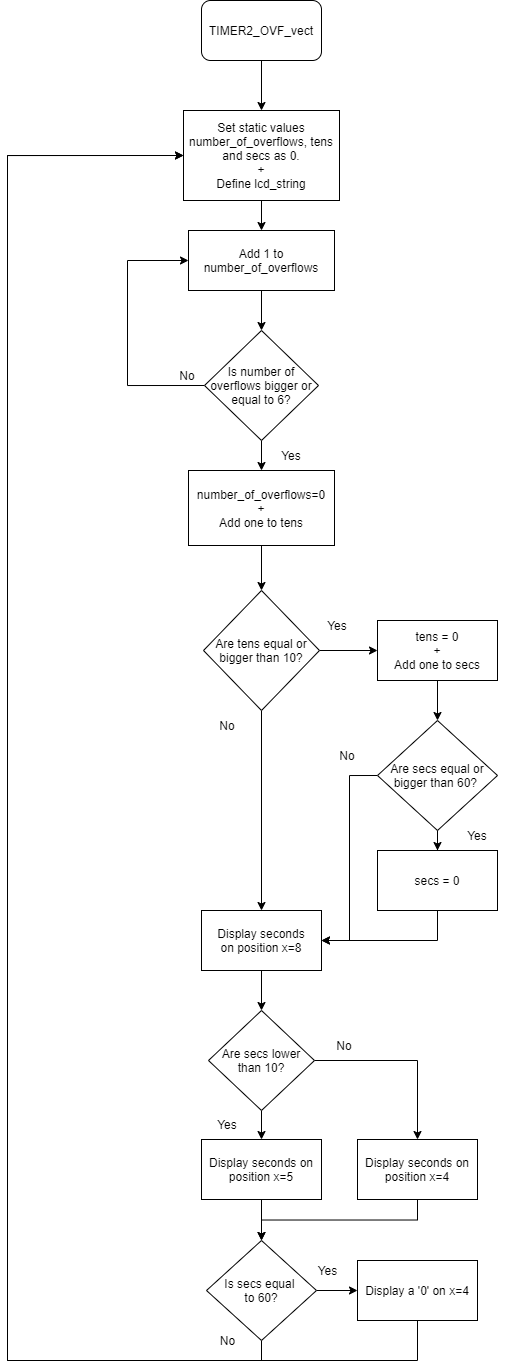 TIMER2_OVF_vect
Set static values
number_of_overflows, tens
and secs as 0.
+
Define lcd_string
Add 1 to
number_of_overflows
Is number of
overflows bigger or
equal to 6?
No
Yes
number_of_overflows=0
+
Add one to tens
Are tens equal or
bigger than 10?
Yes
No
tens = 0
+
Add one to secs
Are secs equal or
bigger than 60?
No
Yes
secs = 0
Display seconds
on position x=8
Are secs lower
than 10?
No
Yes
Display seconds on
position x=5
Display seconds on
position x=4
Is secs equal
to 60?
Yes
No
Display a '0' on x=4